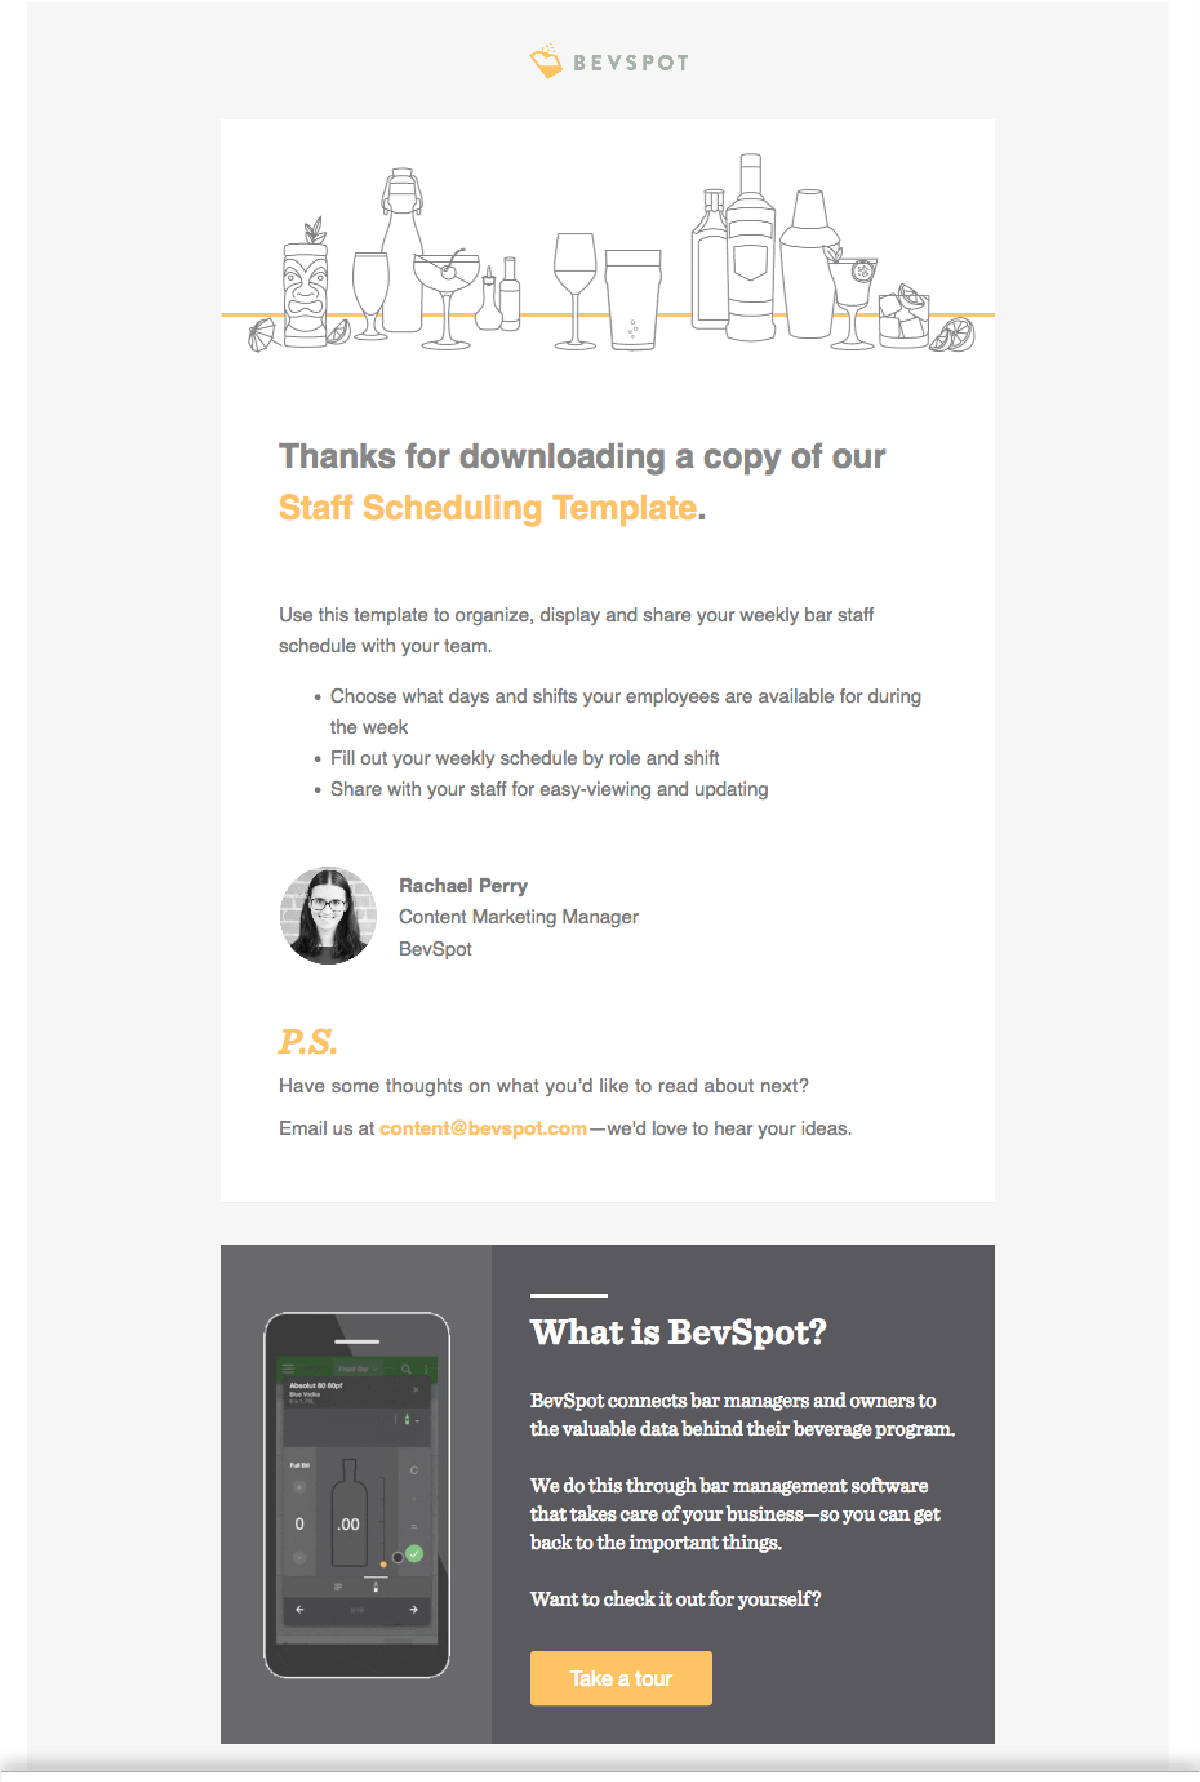 BEVSPOT
Thanks for downloading a copy of our
Staff Scheduling Template.
Use this template to organize, display and share your weekly bar staff
schedule with your team.
• Choose what days and shifts your employees are available for during
the week
• Fill out your weekly schedule by role and shift
• Share with your staff for easy-viewing and updating
Rachael Perry
Content Marketing Manager
BevSpot
P.S.
Have some thoughts on what you'd like to read about next?
Email us at content@bevspot.com—we'd love to hear your ideas.
Front Bar
Absolut 80 80pf
Blue Vodka
Full Btl
0
.00
What is BevSpot?
BevSpot connects bar managers and owners to
the valuable data behind their beverage program.
We do this through bar management software
that takes care of your business—so you can get
back to the important things.
Want to check it out for yourself?
Take a tour